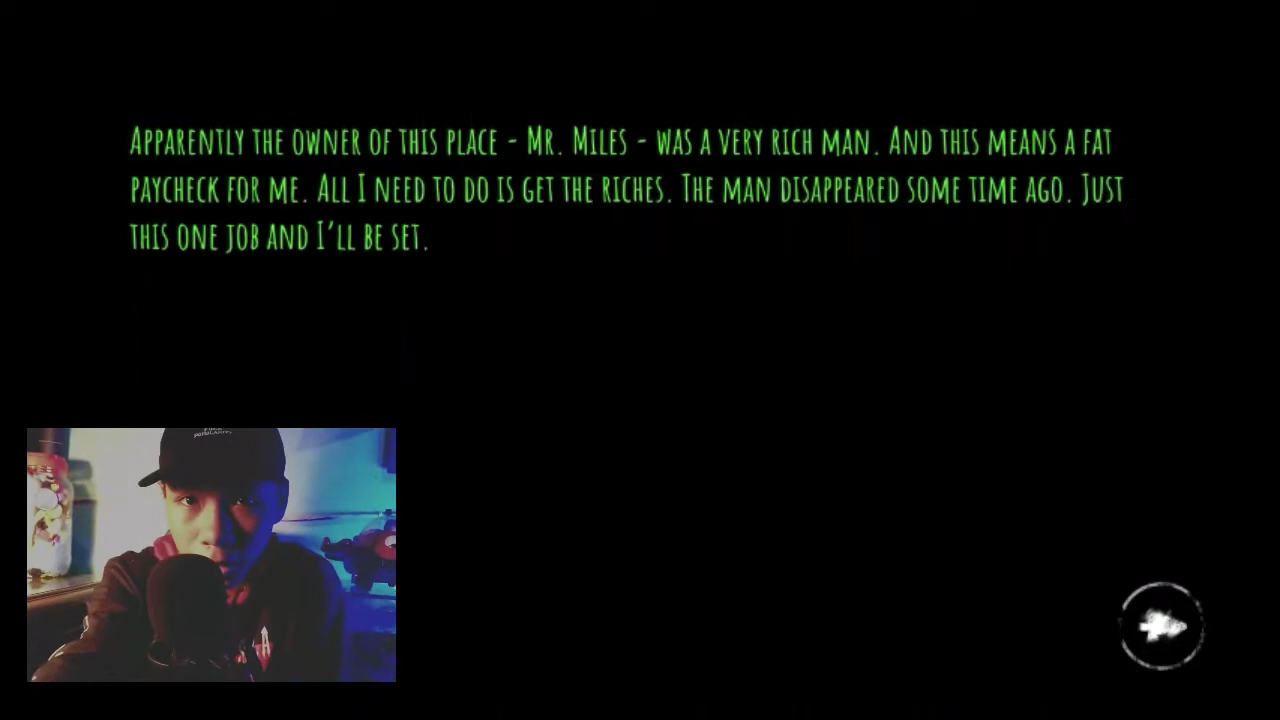 Apparently the owner of this place - Mr. Miles - was a very rich man. And this means a fat
paycheck for me. All I need to do is get the riches. The man disappeared some time ago. Just
this one job and I'll be set.